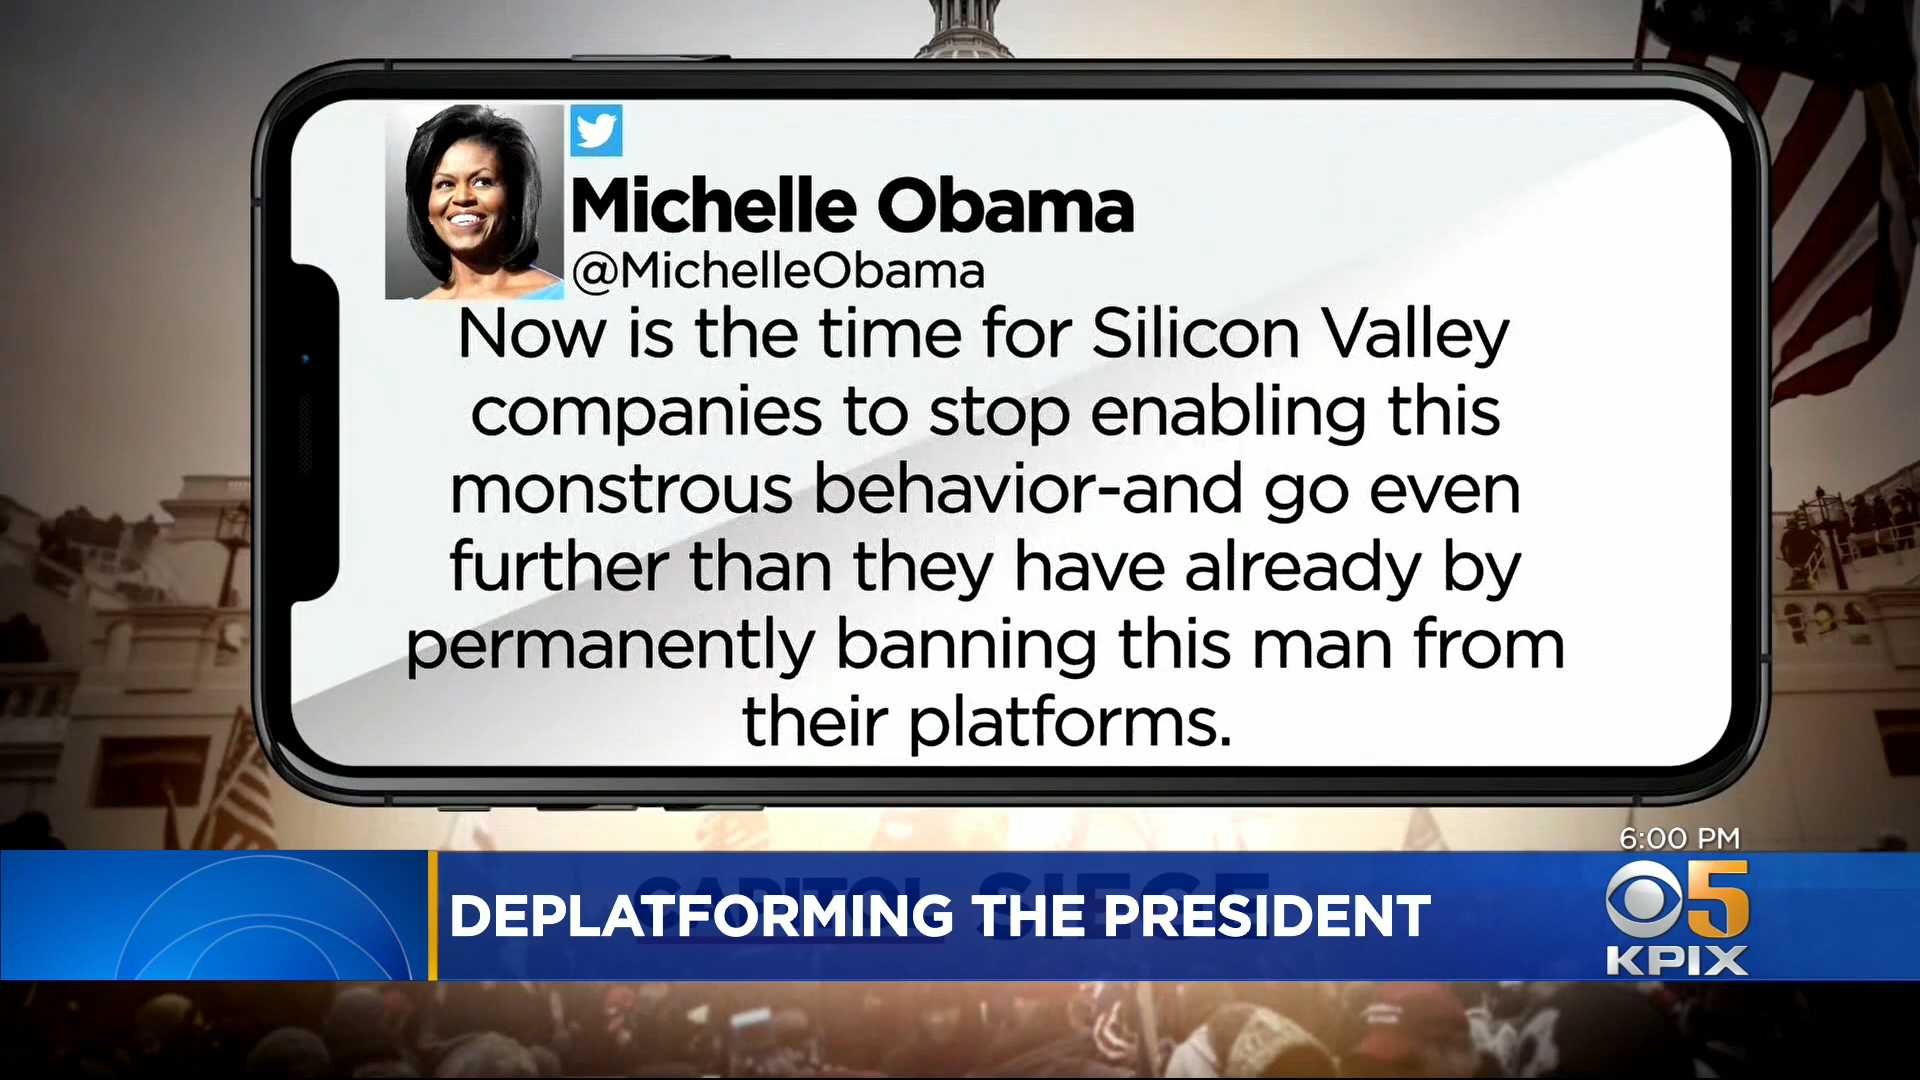 Michelle Obama
@MichelleObama
Now is the time for Silicon Valley
companies to stop enabling this
monstrous behavior-and go even
further than they have already by
permanently banning this man from
their platforms.
6:00 PM
CAPITOL SIEGE
DEPLATFORMING THE PRESIDENT
5
KPIX